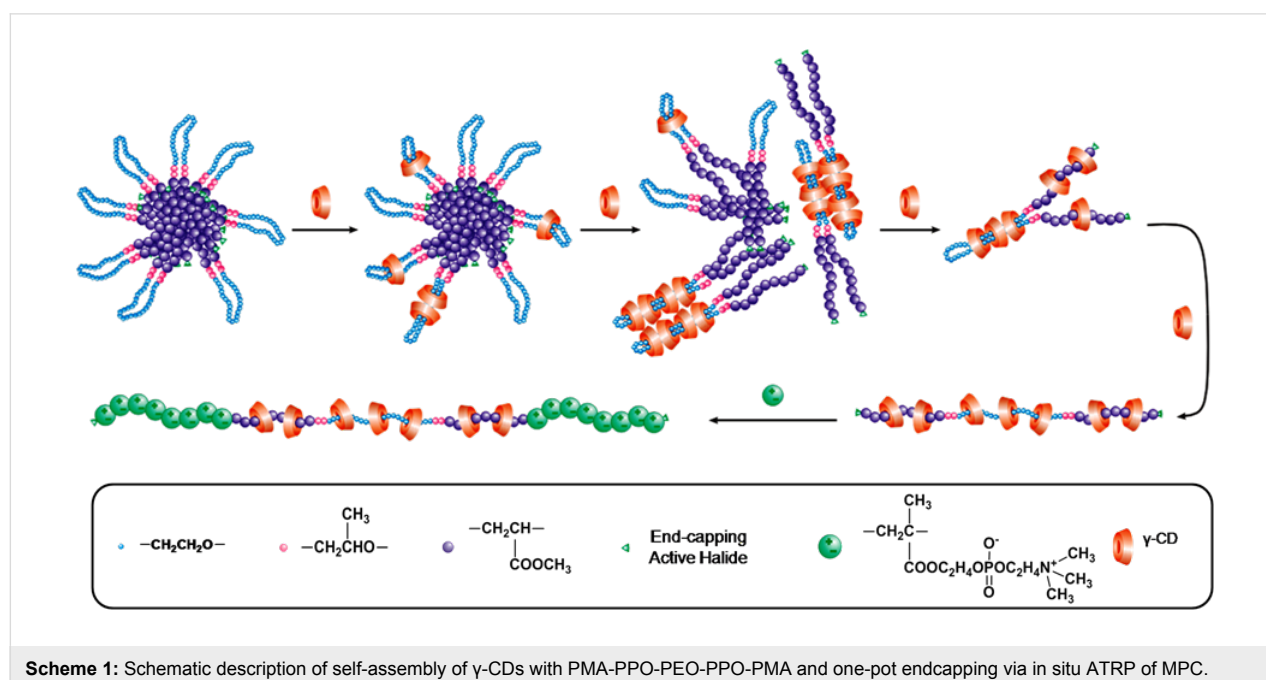 −CH₂CH₂O−
CH₃
−CH₂CHO−
−CH₂CH−
COOCH₃
End-capping
Active Halide
CH₃
−CH₂C−
COOC₂H₄OPOC₂H₄N⁺
O⁻
O
CH₃
CH₃
CH₃
γ-CD
Scheme 1: Schematic description of self-assembly of γ-CDs with PMA-PPO-PEO-PPO-PMA and one-pot endcapping via in situ ATRP of MPC.